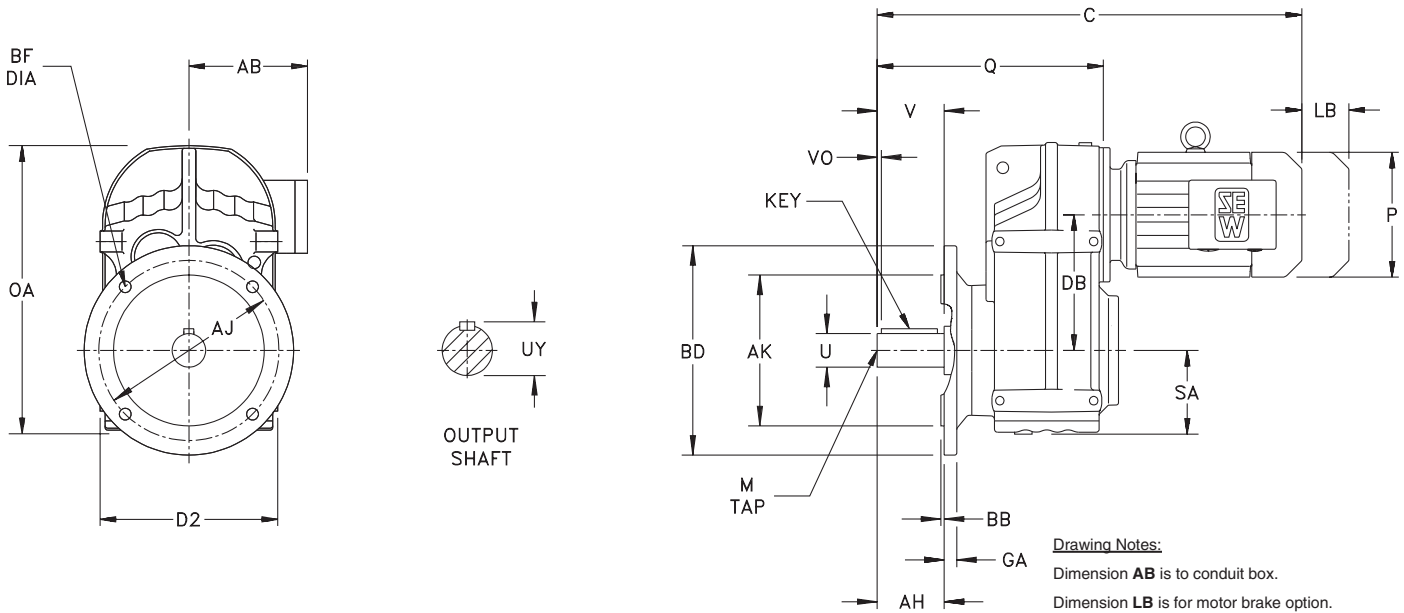 BF
DIA
AB
OA
AJ
D2
UY
OUTPUT
SHAFT
C
Q
V
LB
VO
KEY
SEW
P
DB
BD
AK
U
SA
M
TAP
BB
GA
AH
Drawing Notes:
Dimension AB is to conduit box.
Dimension LB is for motor brake option.